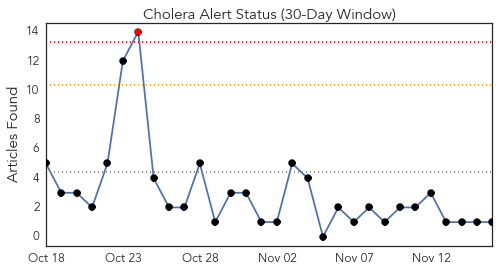 Cholera Alert Status (30-Day Window)
Articles Found
14
12
10
8
6
4
2
0
Oct 18
Oct 23
Oct 28
Nov 02
Nov 07
Nov 12